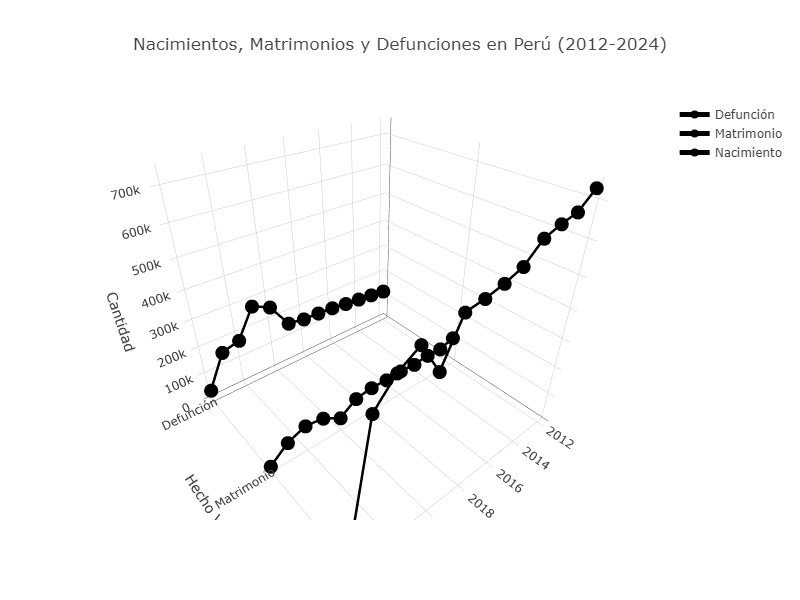 Nacimientos, Matrimonios y Defunciones en Perú (2012-2024)
Defunción
Matrimonio
Nacimiento
700k
600k
500k
400k
300k
200k
100k
0
Cantidad
Defunción
Matrimonio
Hecho
2012
2014
2016
2018